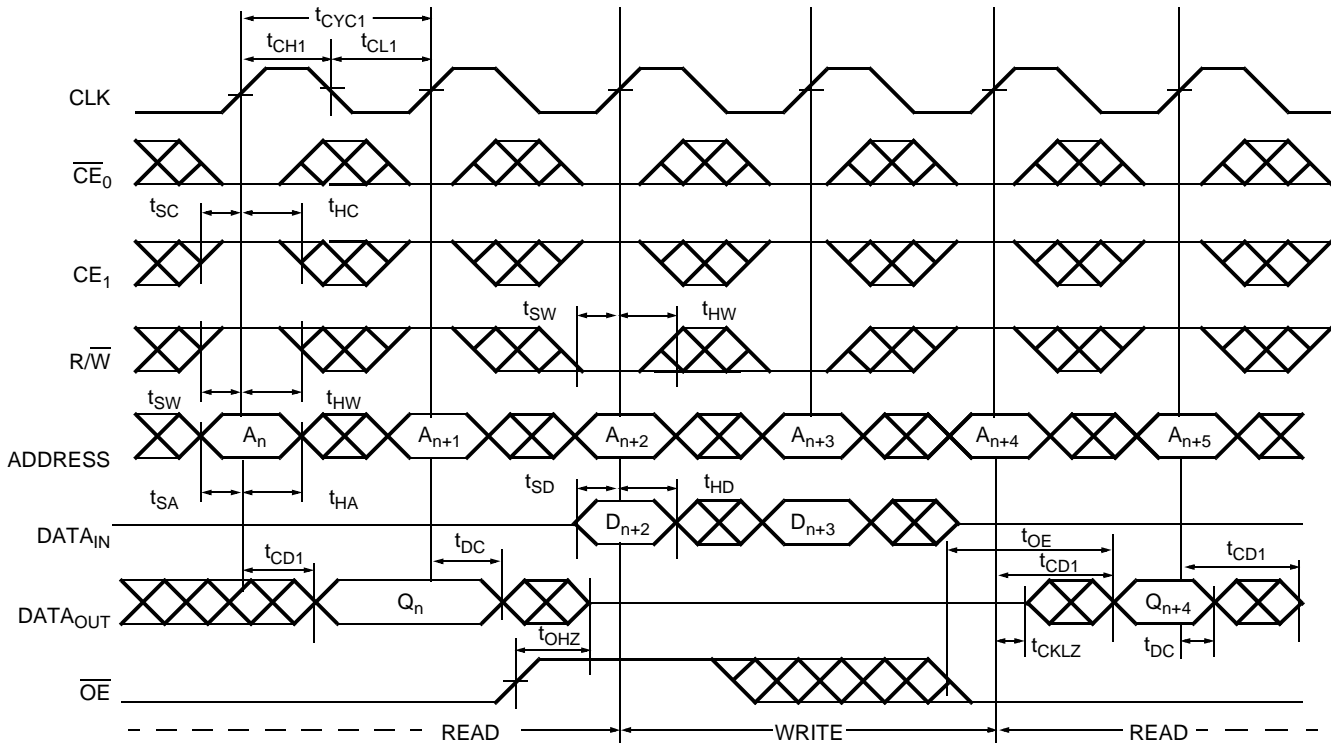 tCYC1
tCH1 tCL1
CLK
CE0
tSC tHC
CE1
tSW tHW
R/W
tSW tHW
An An+1 An+2 An+3 An+4 An+5
ADDRESS
tSA tHA tSD tHD
Dn+2 Dn+3
DATAIN
tOE
tCD1 tDC tCD1 tCD1
Qn Qn+4
DATAOUT
tOHZ tCKLZ tDC
OE
READ WRITE READ